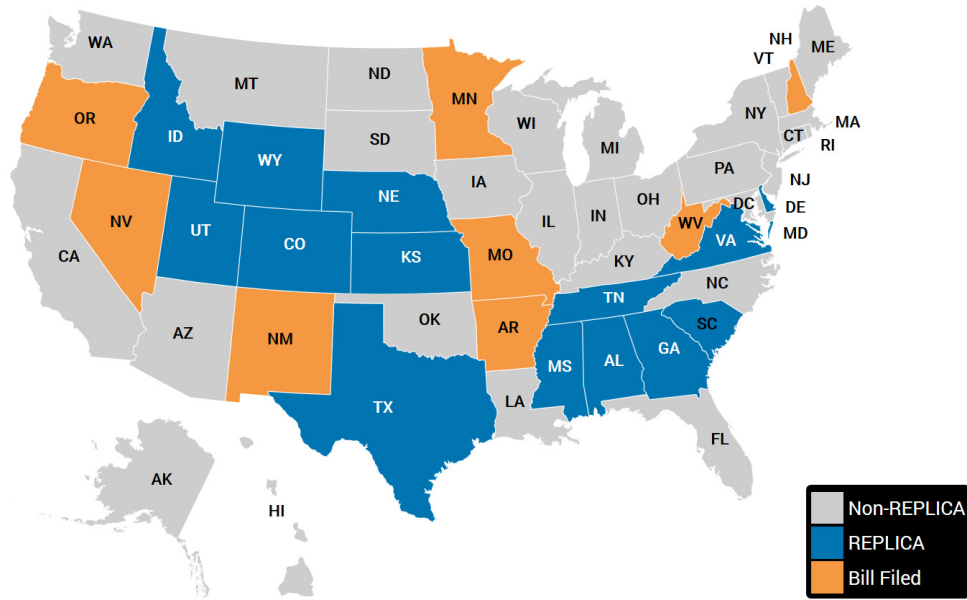 WA
MT
ND
MN
OR
ID
WY
SD
WI
MI
NY
VT
NH
ME
MA
CT
RI
PA
NJ
DE
MD
DC
IA
NE
NV
UT
CO
KS
CA
IL
IN
OH
WV
VA
MO
KY
NC
TN
SC
AZ
NM
OK
AR
MS
AL
GA
TX
LA
FL
AK
HI
Non-REPLICA
REPLICA
Bill Filed